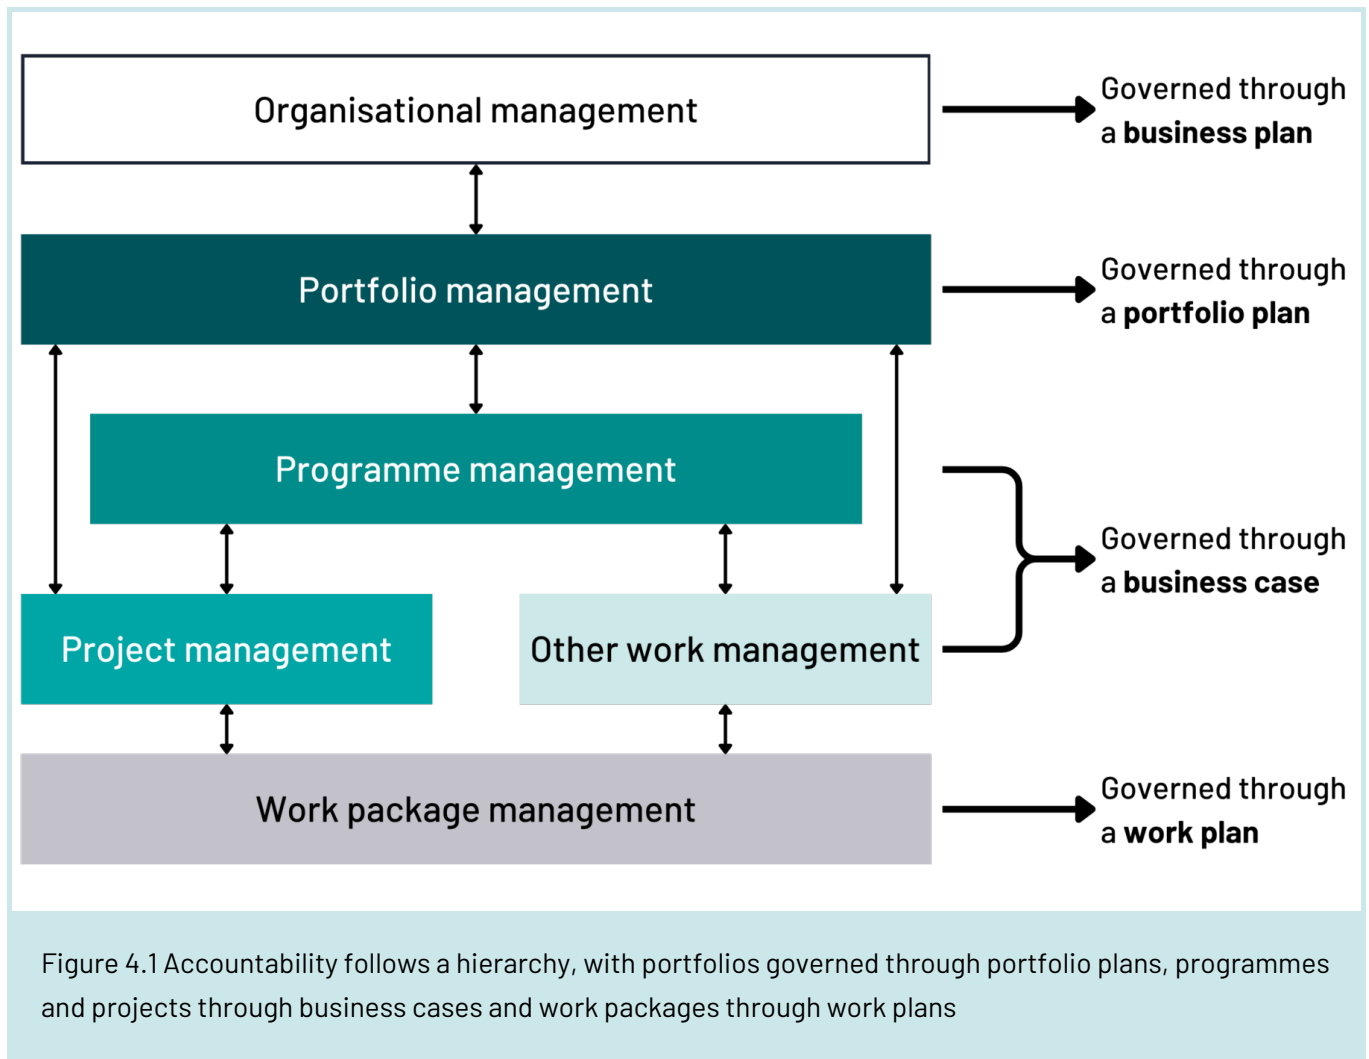 Organisational management
Governed through
a business plan
Portfolio management
Governed through
a portfolio plan
Programme management
Governed through
a business case
Project management
Other work management
Work package management
Governed through
a work plan
Figure 4.1 Accountability follows a hierarchy, with portfolios governed through portfolio plans, programmes
and projects through business cases and work packages through work plans